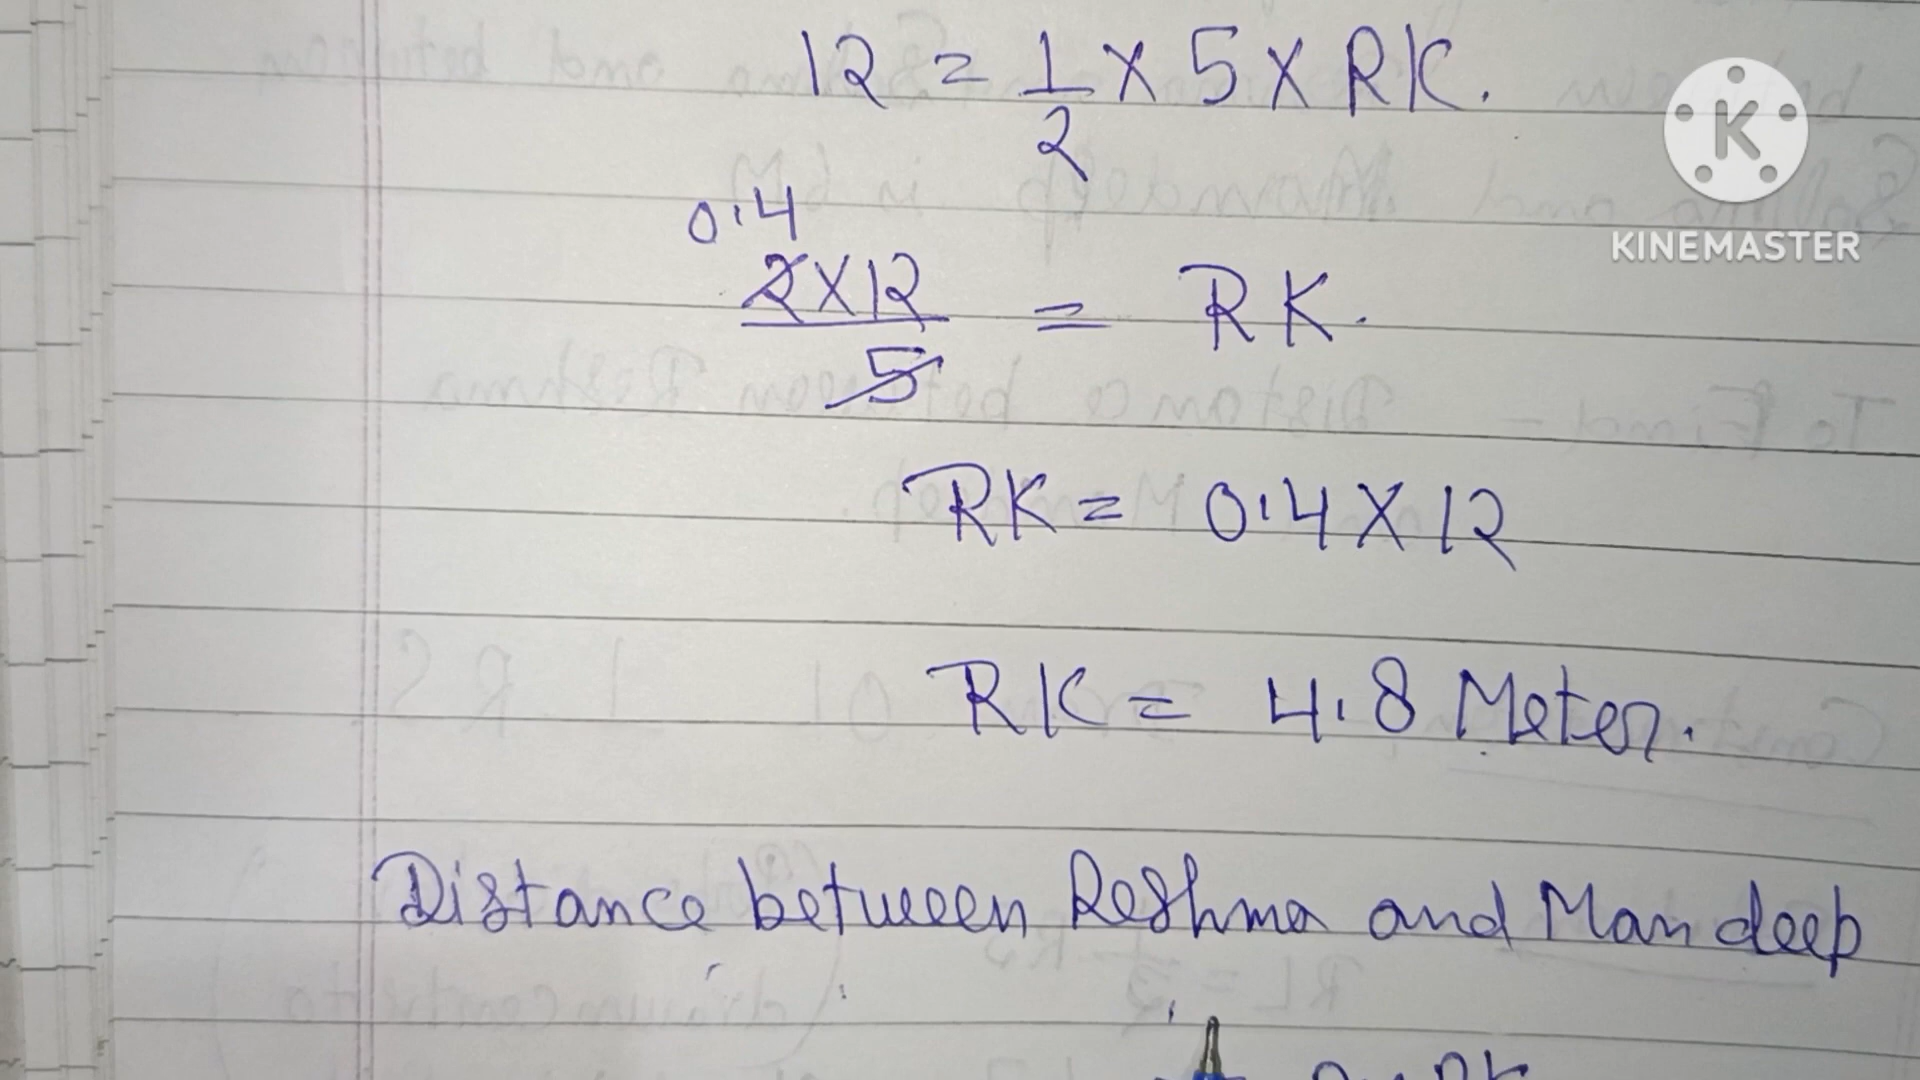 12 = 1/2 × 5 × RK.
K
KINEMASTER
0.4
2×12/5 = RK.
RK = 0.4 × 12
RK = 4.8 Meter.
Distance between Reshma and Mandeep